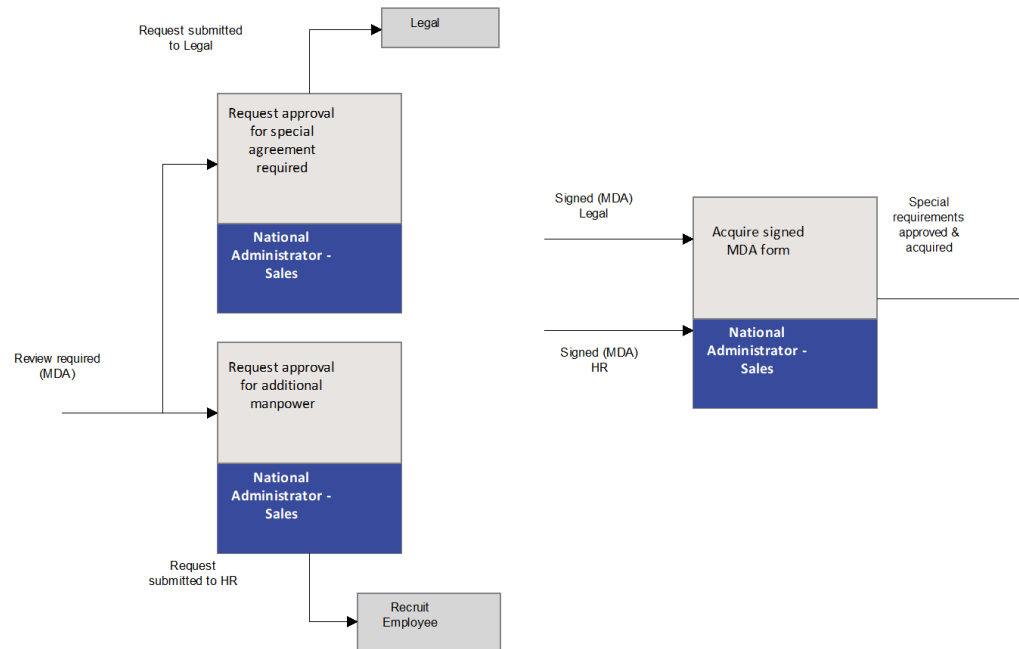 Request submitted
to Legal
Legal
Request approval
for special
agreement
required
National
Administrator -
Sales
Review required
(MDA)
Request approval
for additional
manpower
National
Administrator -
Sales
Request
submitted to HR
Recruit
Employee
Signed (MDA)
Legal
Signed (MDA)
HR
Acquire signed
MDA form
National
Administrator -
Sales
Special
requirements
approved &
acquired